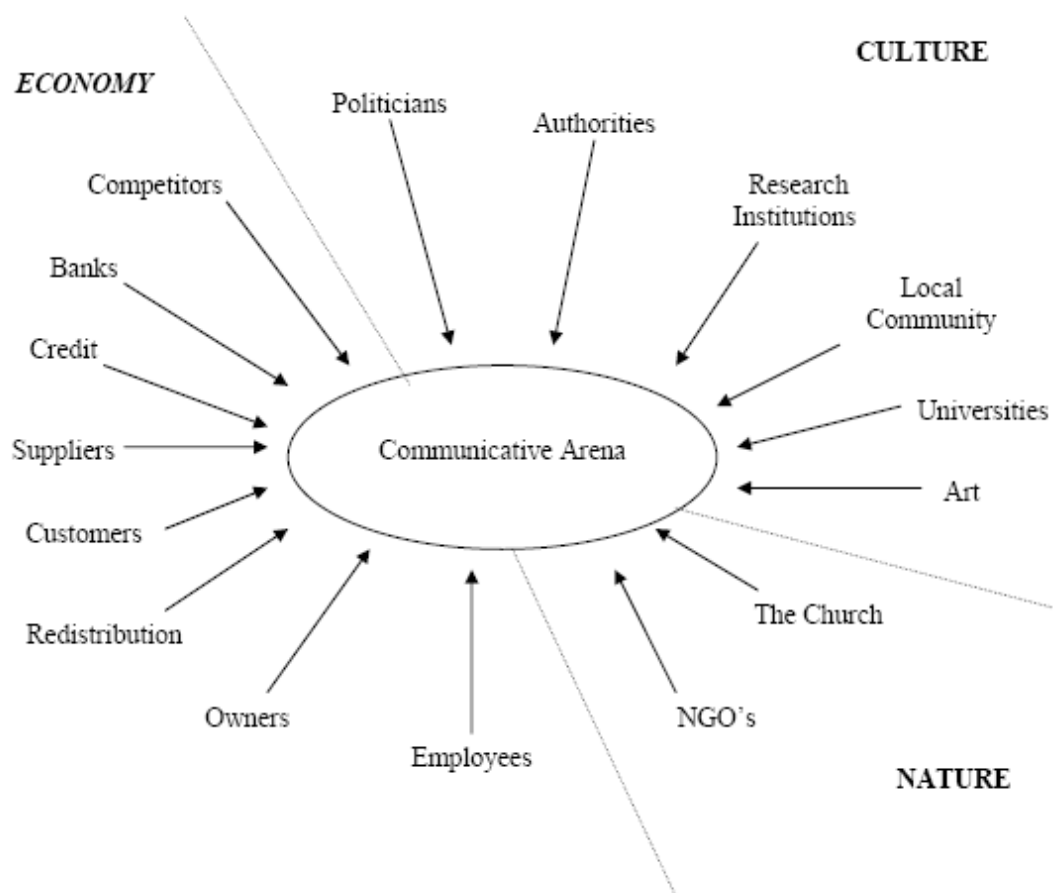 CULTURE
ECONOMY
Politicians
Authorities
Competitors
Research
Institutions
Banks
Local
Community
Credit
Universities
Suppliers
Communicative Arena
Art
Customers
The Church
Redistribution
Owners
NGO’s
Employees
NATURE